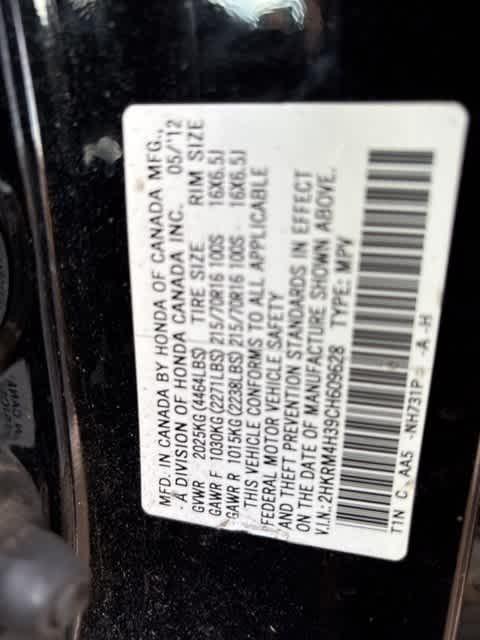 MFD. IN CANADA BY HONDA OF CANADA MFG.,
A DIVISION OF HONDA CANADA INC. 05/'12
GVWR 2025KG (4464LBS) TIRE SIZE RIM SIZE
GAWR F 1030KG (2271LBS) 215/70R16 100S 16X6.5J
GAWR R 1015KG (2238LBS) 215/70R16 100S 16X6.5J
THIS VEHICLE CONFORMS TO ALL APPLICABLE
FEDERAL MOTOR VEHICLE SAFETY
AND THEFT PREVENTION STANDARDS IN EFFECT
ON THE DATE OF MANUFACTURE SHOWN ABOVE.
V.I.N.: 2HKRM4H39CH609628 TYPE: MPV
T1N C AA5 -NH731P -A -H